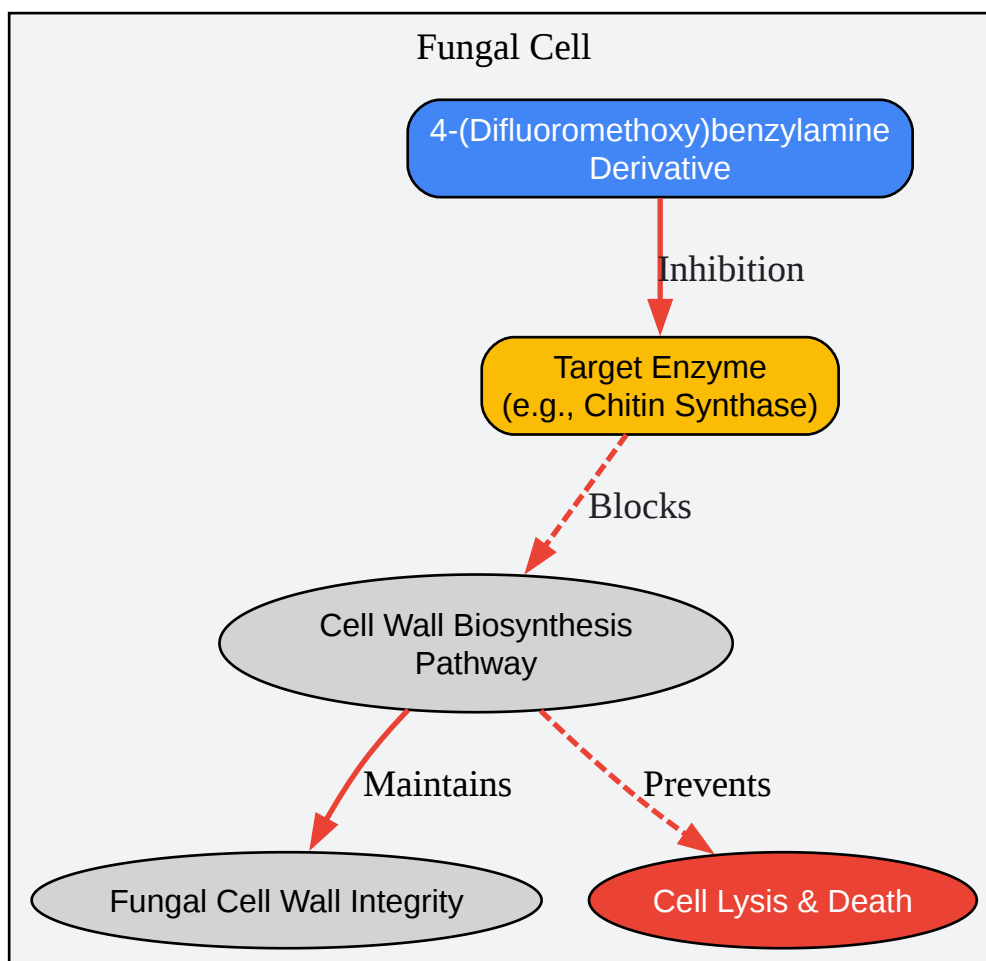 Fungal Cell
4-(Difluoromethoxy)benzylamine
Derivative
Inhibition
Target Enzyme
(e.g., Chitin Synthase)
Blocks
Cell Wall Biosynthesis
Pathway
Maintains
Prevents
Fungal Cell Wall Integrity
Cell Lysis & Death